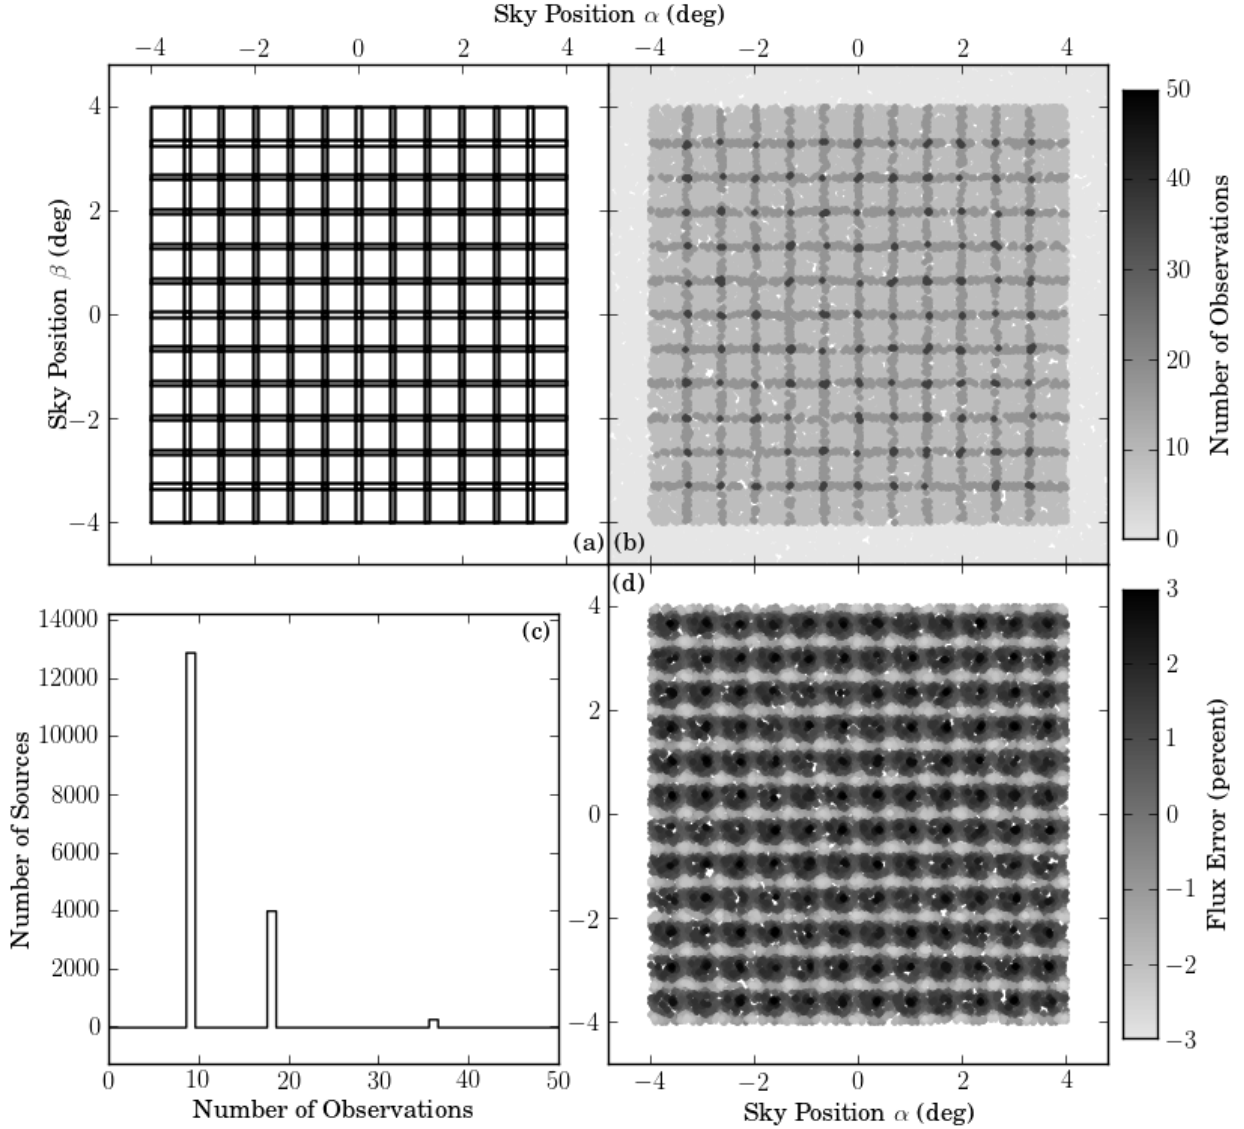 Sky Position α (deg)
−4 −2 0 2 4 −4 −2 0 2 4
4
2
0
−2
−4
Sky Position β (deg)
(a) (b)
50
40
30
20
10
0
Number of Observations
14000
12000
10000
8000
6000
4000
2000
0
Number of Sources
(c)
0 10 20 30 40 50
Number of Observations
(d)
4
2
0
−2
−4
−4 −2 0 2 4
Sky Position α (deg)
3
2
1
0
−1
−2
−3
Flux Error (percent)